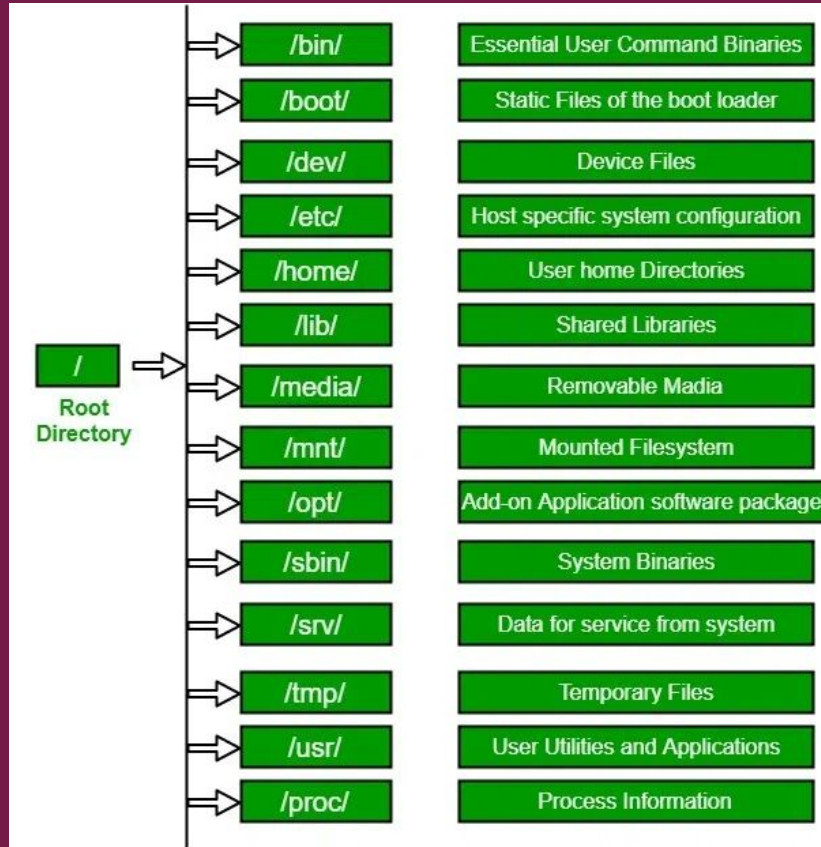 /bin/ Essential User Command Binaries
/boot/ Static Files of the boot loader
/dev/ Device Files
/etc/ Host specific system configuration
/home/ User home Directories
/lib/ Shared Libraries
/
Root
Directory
/media/ Removable Madia
/mnt/ Mounted Filesystem
/opt/ Add-on Application software package
/sbin/ System Binaries
/srv/ Data for service from system
/tmp/ Temporary Files
/usr/ User Utilities and Applications
/proc/ Process Information